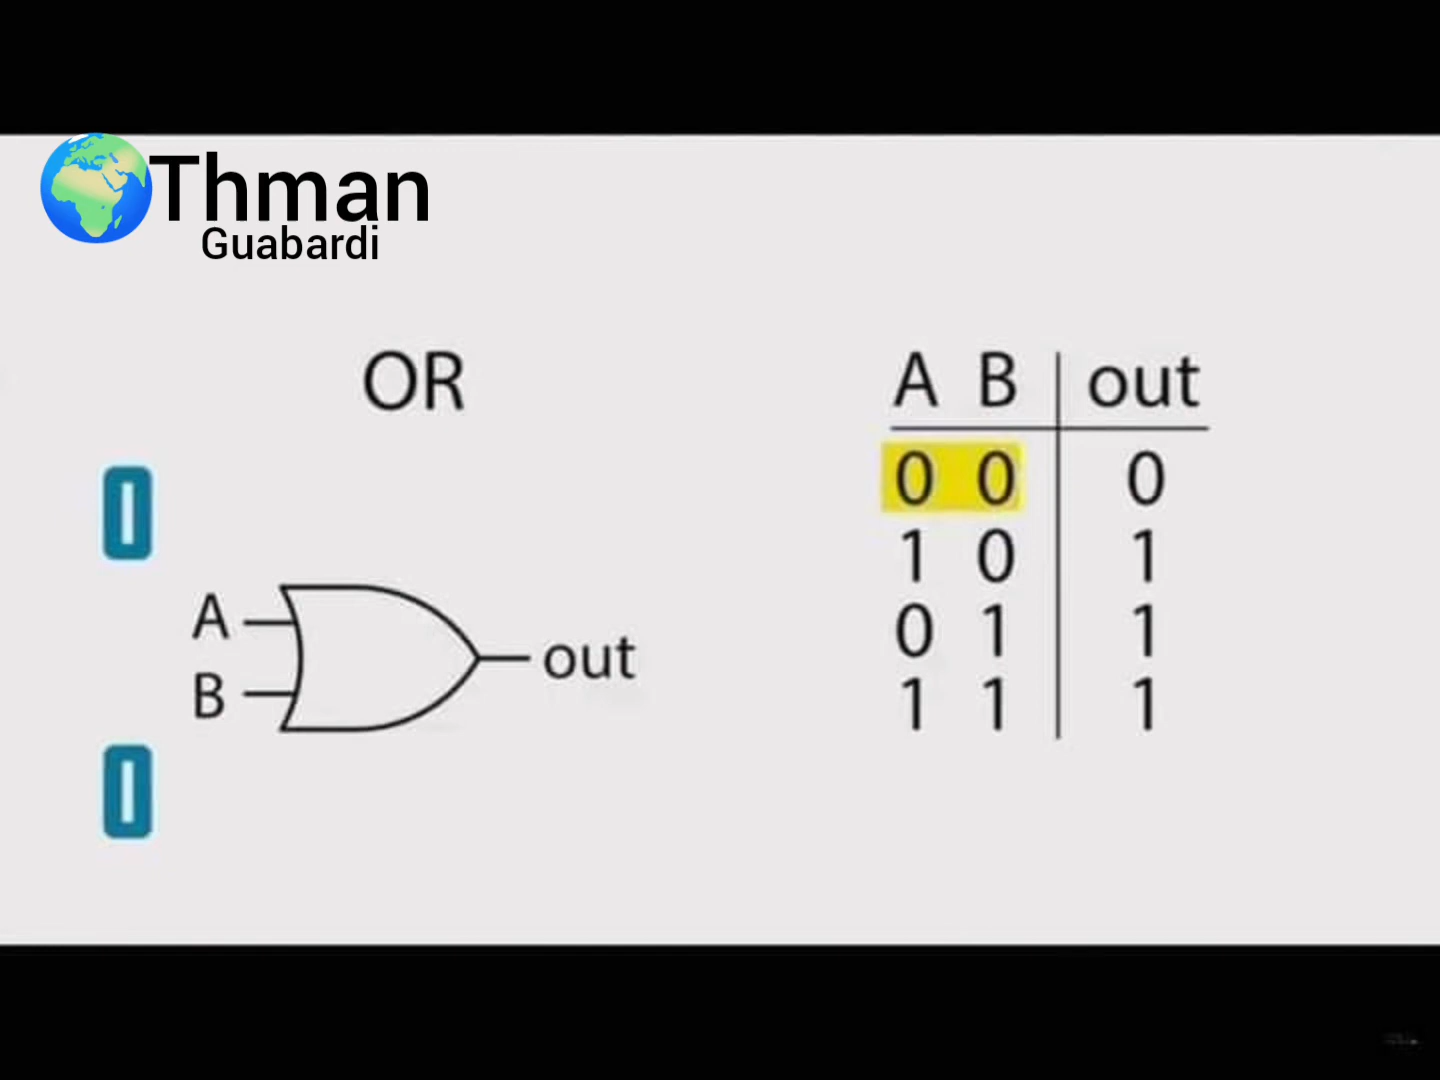 Thman
Guabardi
OR
A B out
0 0 0
1 0 1
0 1 1
1 1 1
0
A
out
B
0